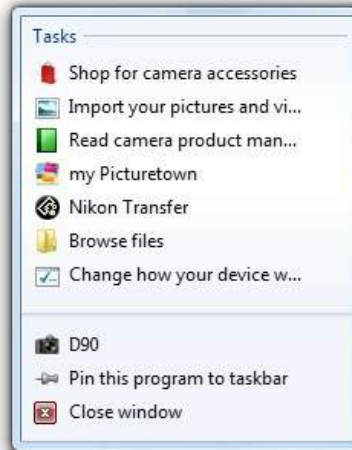 Tasks
Shop for camera accessories
Import your pictures and vi...
Read camera product man...
my Picturetown
Nikon Transfer
Browse files
Change how your device w...
D90
Pin this program to taskbar
Close window